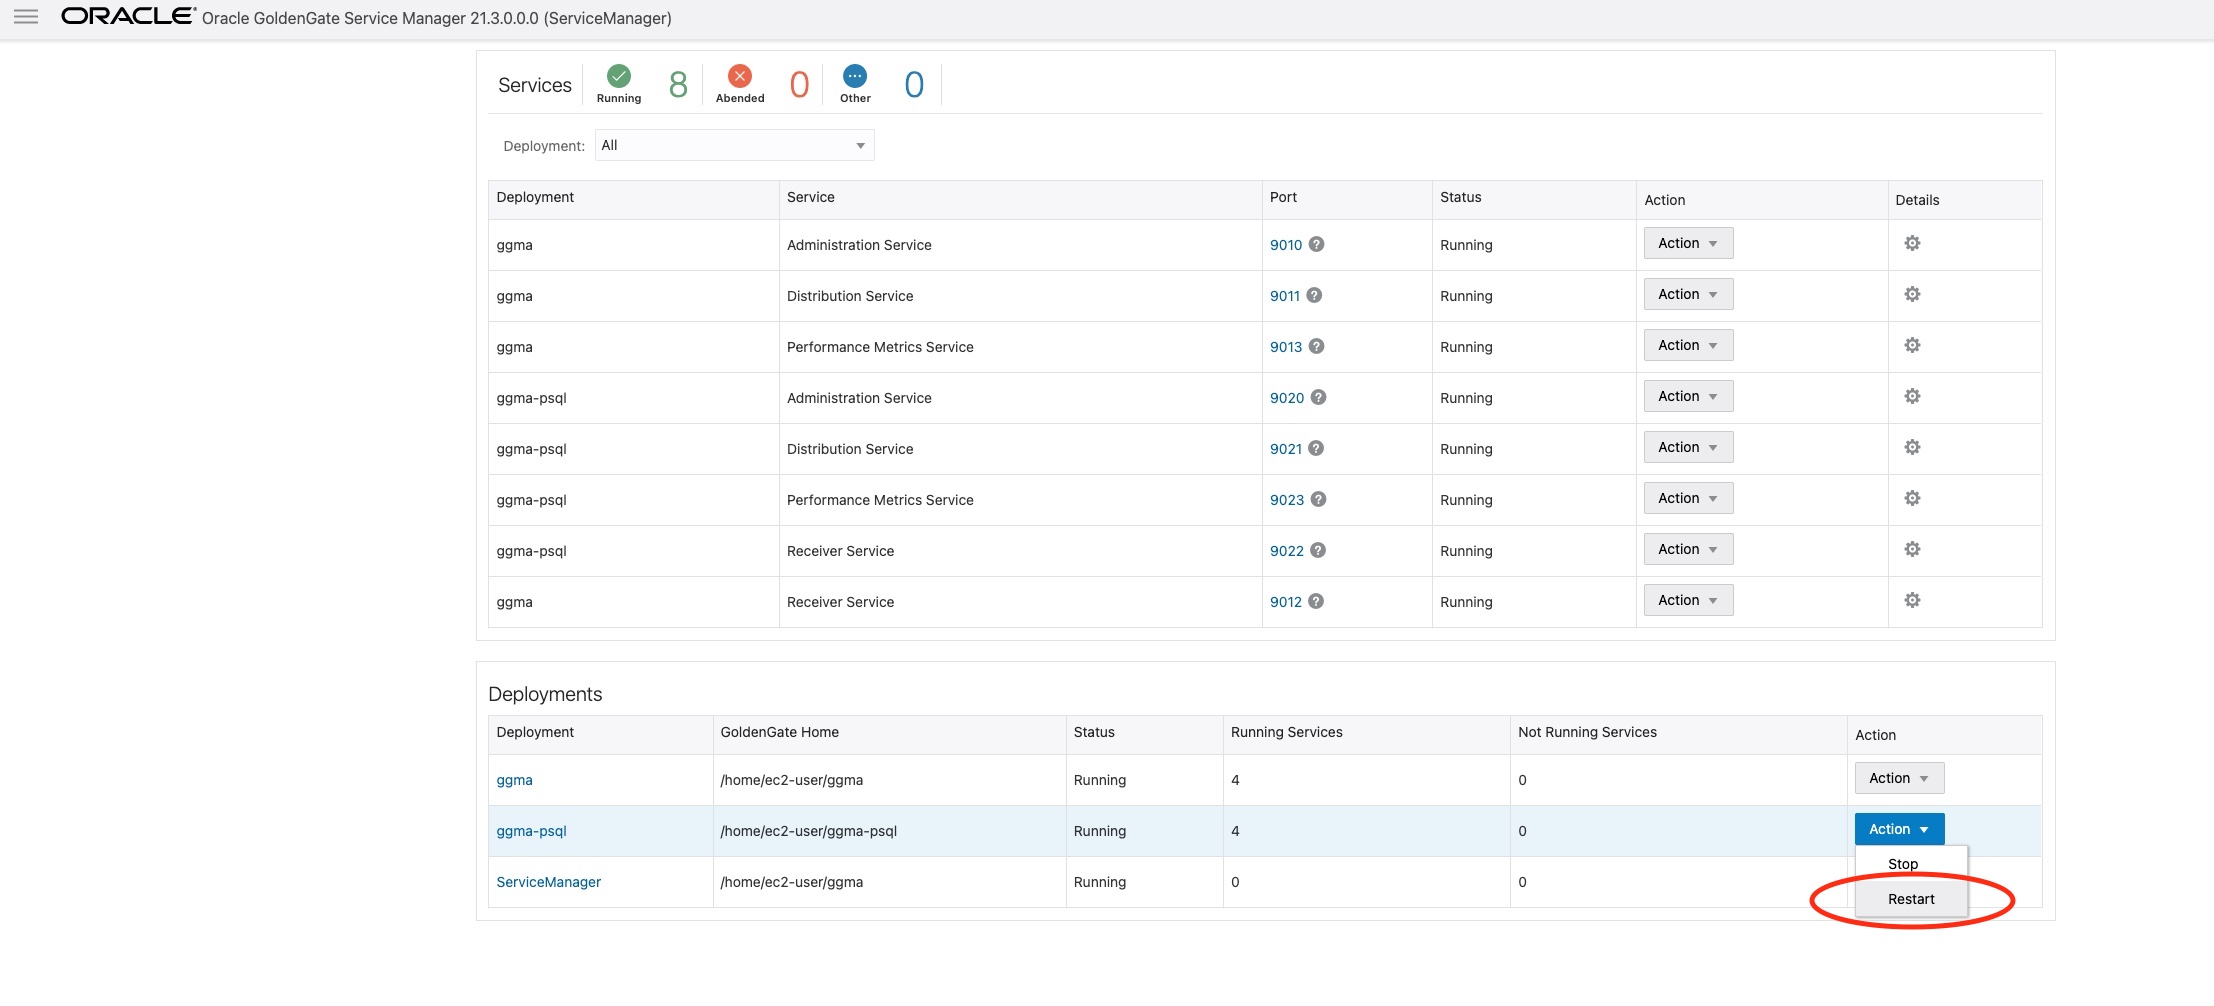 ORACLE Oracle GoldenGate Service Manager 21.3.0.0.0 (ServiceManager)
Services Running 8 Abended 0 Other 0
Deployment: All
Deployment Service Port Status Action Details
ggma Administration Service 9010 ? Running Action
ggma Distribution Service 9011 ? Running Action
ggma Performance Metrics Service 9013 ? Running Action
ggma-psql Administration Service 9020 ? Running Action
ggma-psql Distribution Service 9021 ? Running Action
ggma-psql Performance Metrics Service 9023 ? Running Action
ggma-psql Receiver Service 9022 ? Running Action
ggma Receiver Service 9012 ? Running Action
Deployments
Deployment GoldenGate Home Status Running Services Not Running Services Action
ggma /home/ec2-user/ggma Running 4 0 Action
ggma-psql /home/ec2-user/ggma-psql Running 4 0 Action
Stop
ServiceManager /home/ec2-user/ggma Running 0 0
Restart